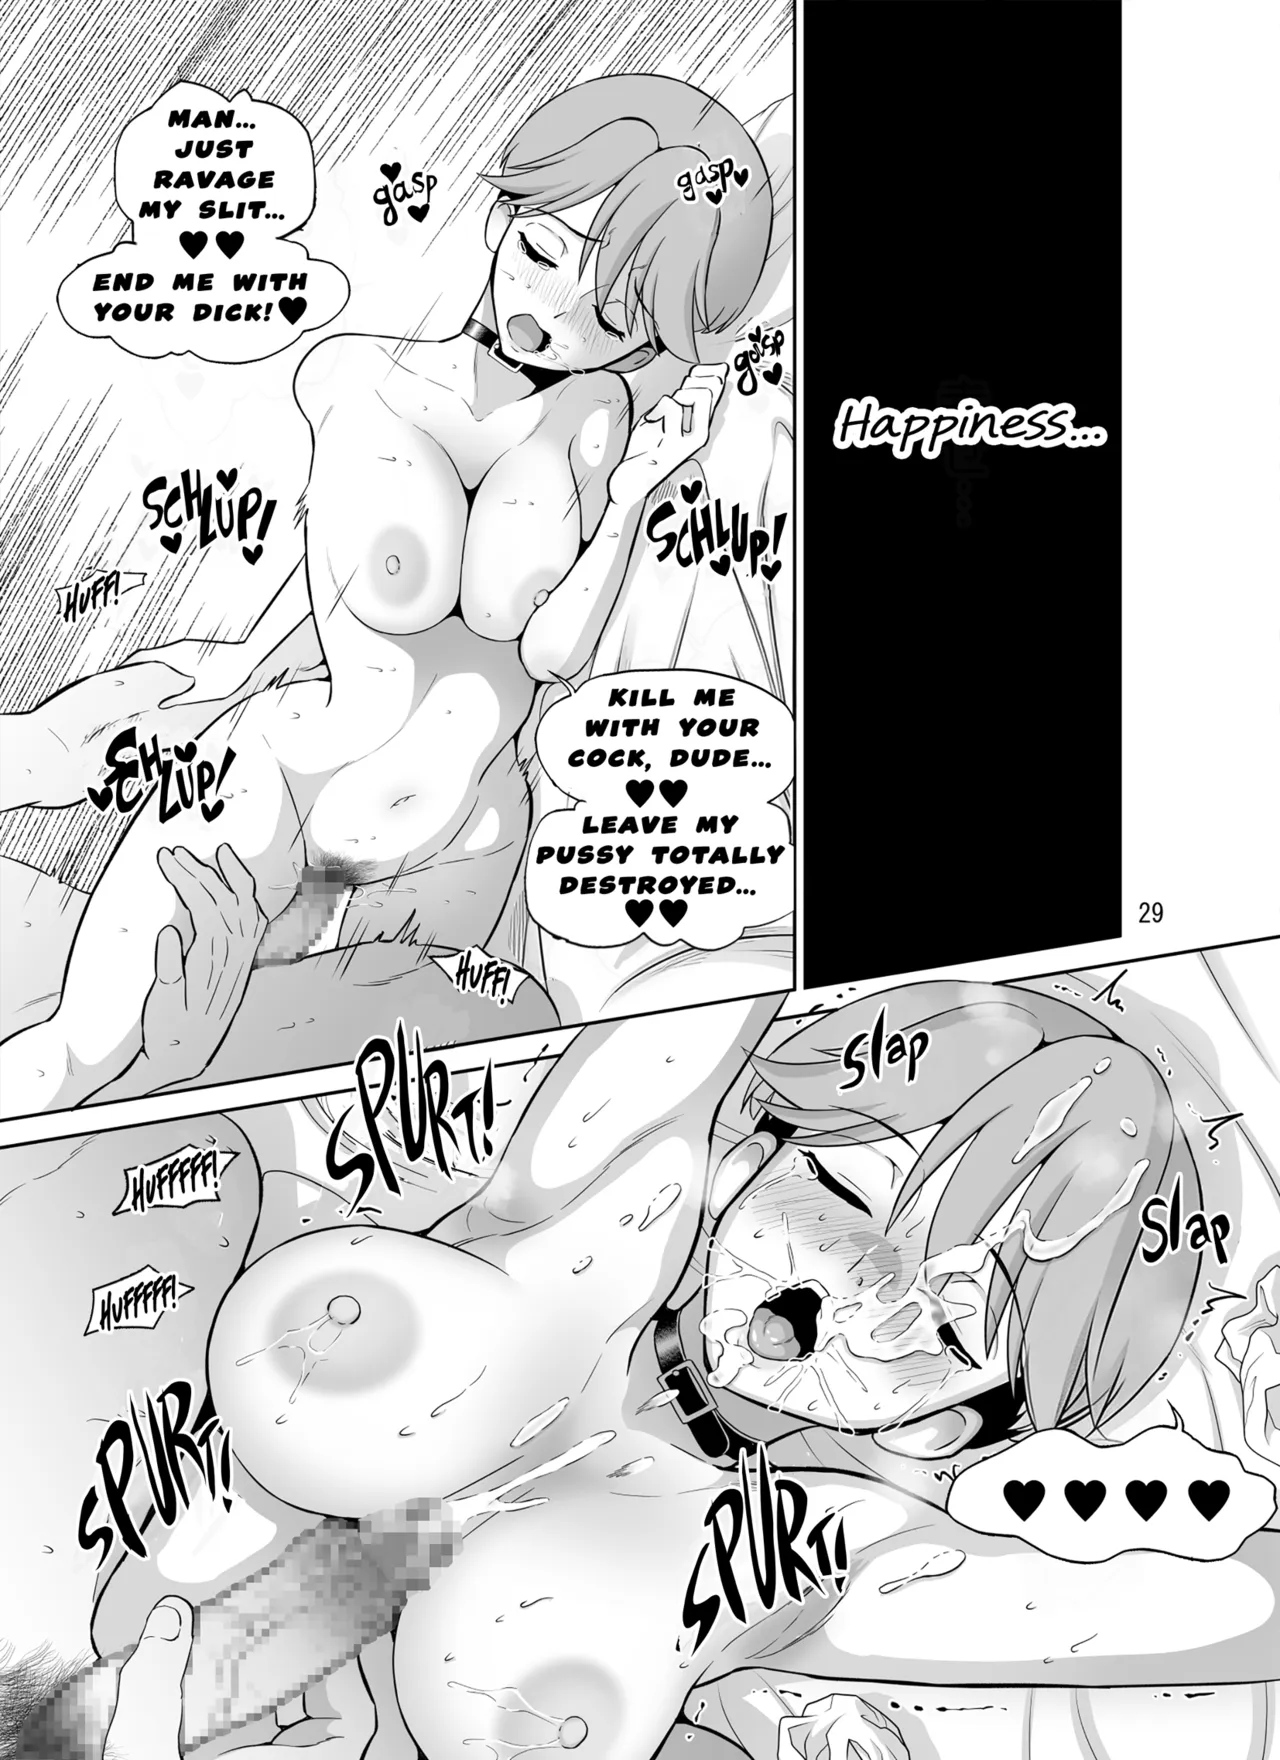 Happiness...
MAN...
JUST
RAVAGE
MY SLIT...
♥♥
END ME WITH
YOUR DICK!♥
gasp
gasp
gasp
SCHLUP!
SCHLUP!
HUFF!
KILL ME
WITH YOUR
COCK, DUDE...
♥♥
LEAVE MY
PUSSY TOTALLY
DESTROYED...
♥♥
SCHLUP!
HUFF!
29
Slap
SPURT!
HUFFFFF!
Slap
HUFFFFF!
SPURT!
SPURT!
♥♥♥♥